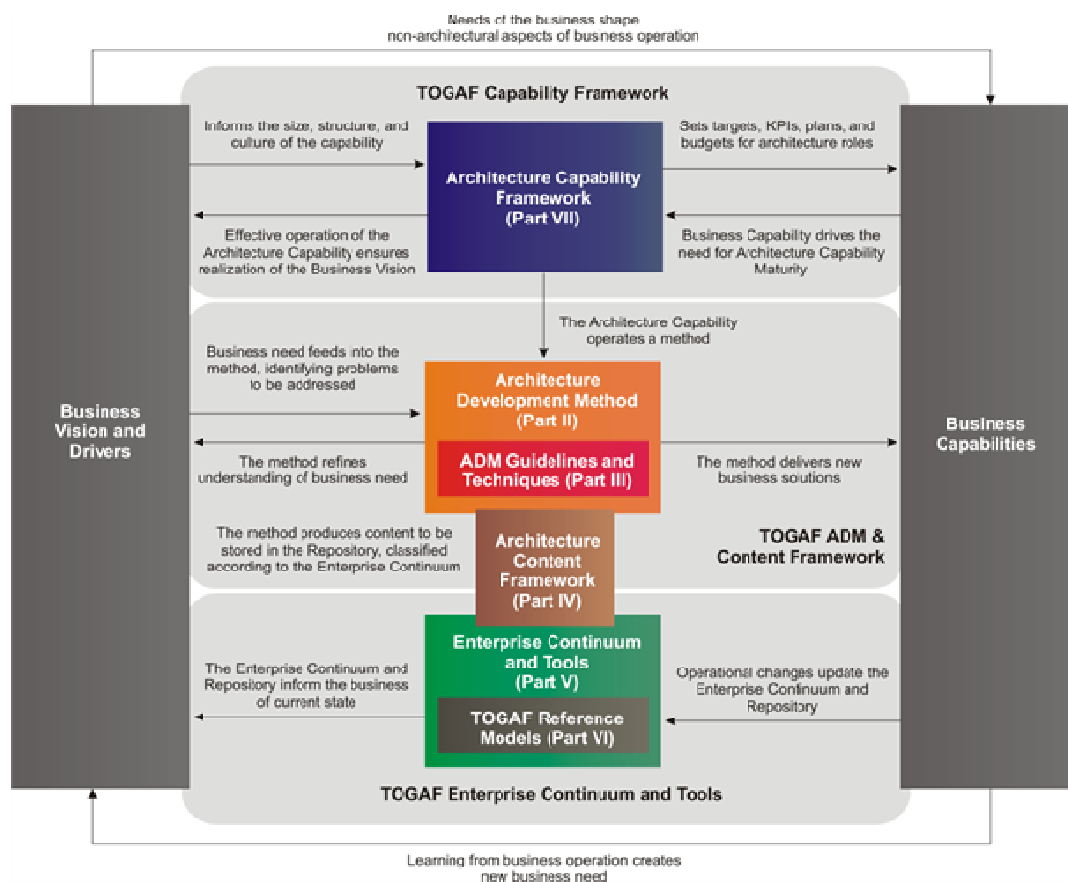 Needs of the business shape
non-architectural aspects of business operation
TOGAF Capability Framework
Informs the size, structure, and
culture of the capability
Architecture Capability
Framework
(Part VII)
Sets targets, KPIs, plans, and
budgets for architecture roles
Effective operation of the
Architecture Capability ensures
realization of the Business Vision
Business Capability drives the
need for Architecture Capability
Maturity
The Architecture Capability
operates a method
Business need feeds into the
method, identifying problems
to be addressed
Architecture
Development Method
(Part II)
Business
Vision and
Drivers
Business
Capabilities
The method refines
understanding of business need
ADM Guidelines and
Techniques (Part III)
The method delivers new
business solutions
The method produces content to be
stored in the Repository, classified
according to the Enterprise Continuum
Architecture
Content
Framework
(Part IV)
TOGAF ADM &
Content Framework
The Enterprise Continuum and
Repository inform the business
of current state
Enterprise Continuum
and Tools
(Part V)
TOGAF Reference
Models (Part VI)
Operational changes update the
Enterprise Continuum and
Repository
TOGAF Enterprise Continuum and Tools
Learning from business operation creates
new business need